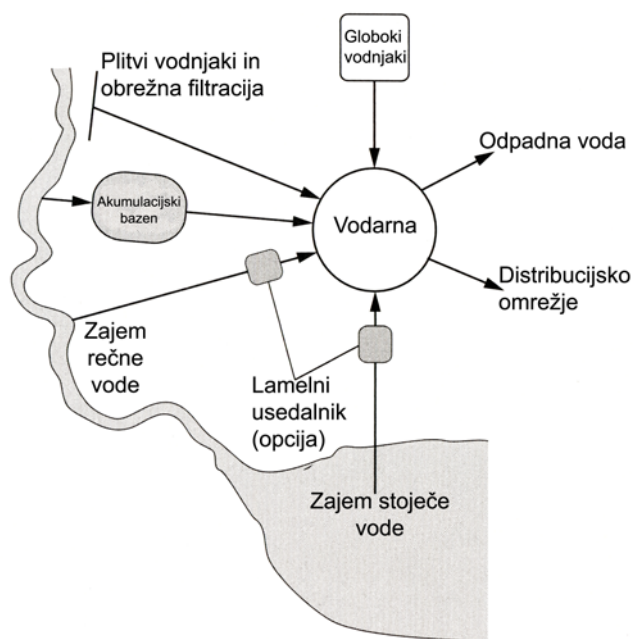 Globoki
vodnjaki
Plitvi vodnjaki in
obrežna filtracija
Odpadna voda
Akumulacijski
bazen
Vodarna
Distribucijsko
omrežje
Zajem
rečne
vode
Lamelni
usedalnik
(opcija)
Zajem stoječe
vode